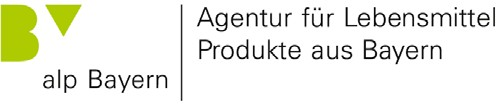 alp Bayern
Agentur für Lebensmittel
Produkte aus Bayern